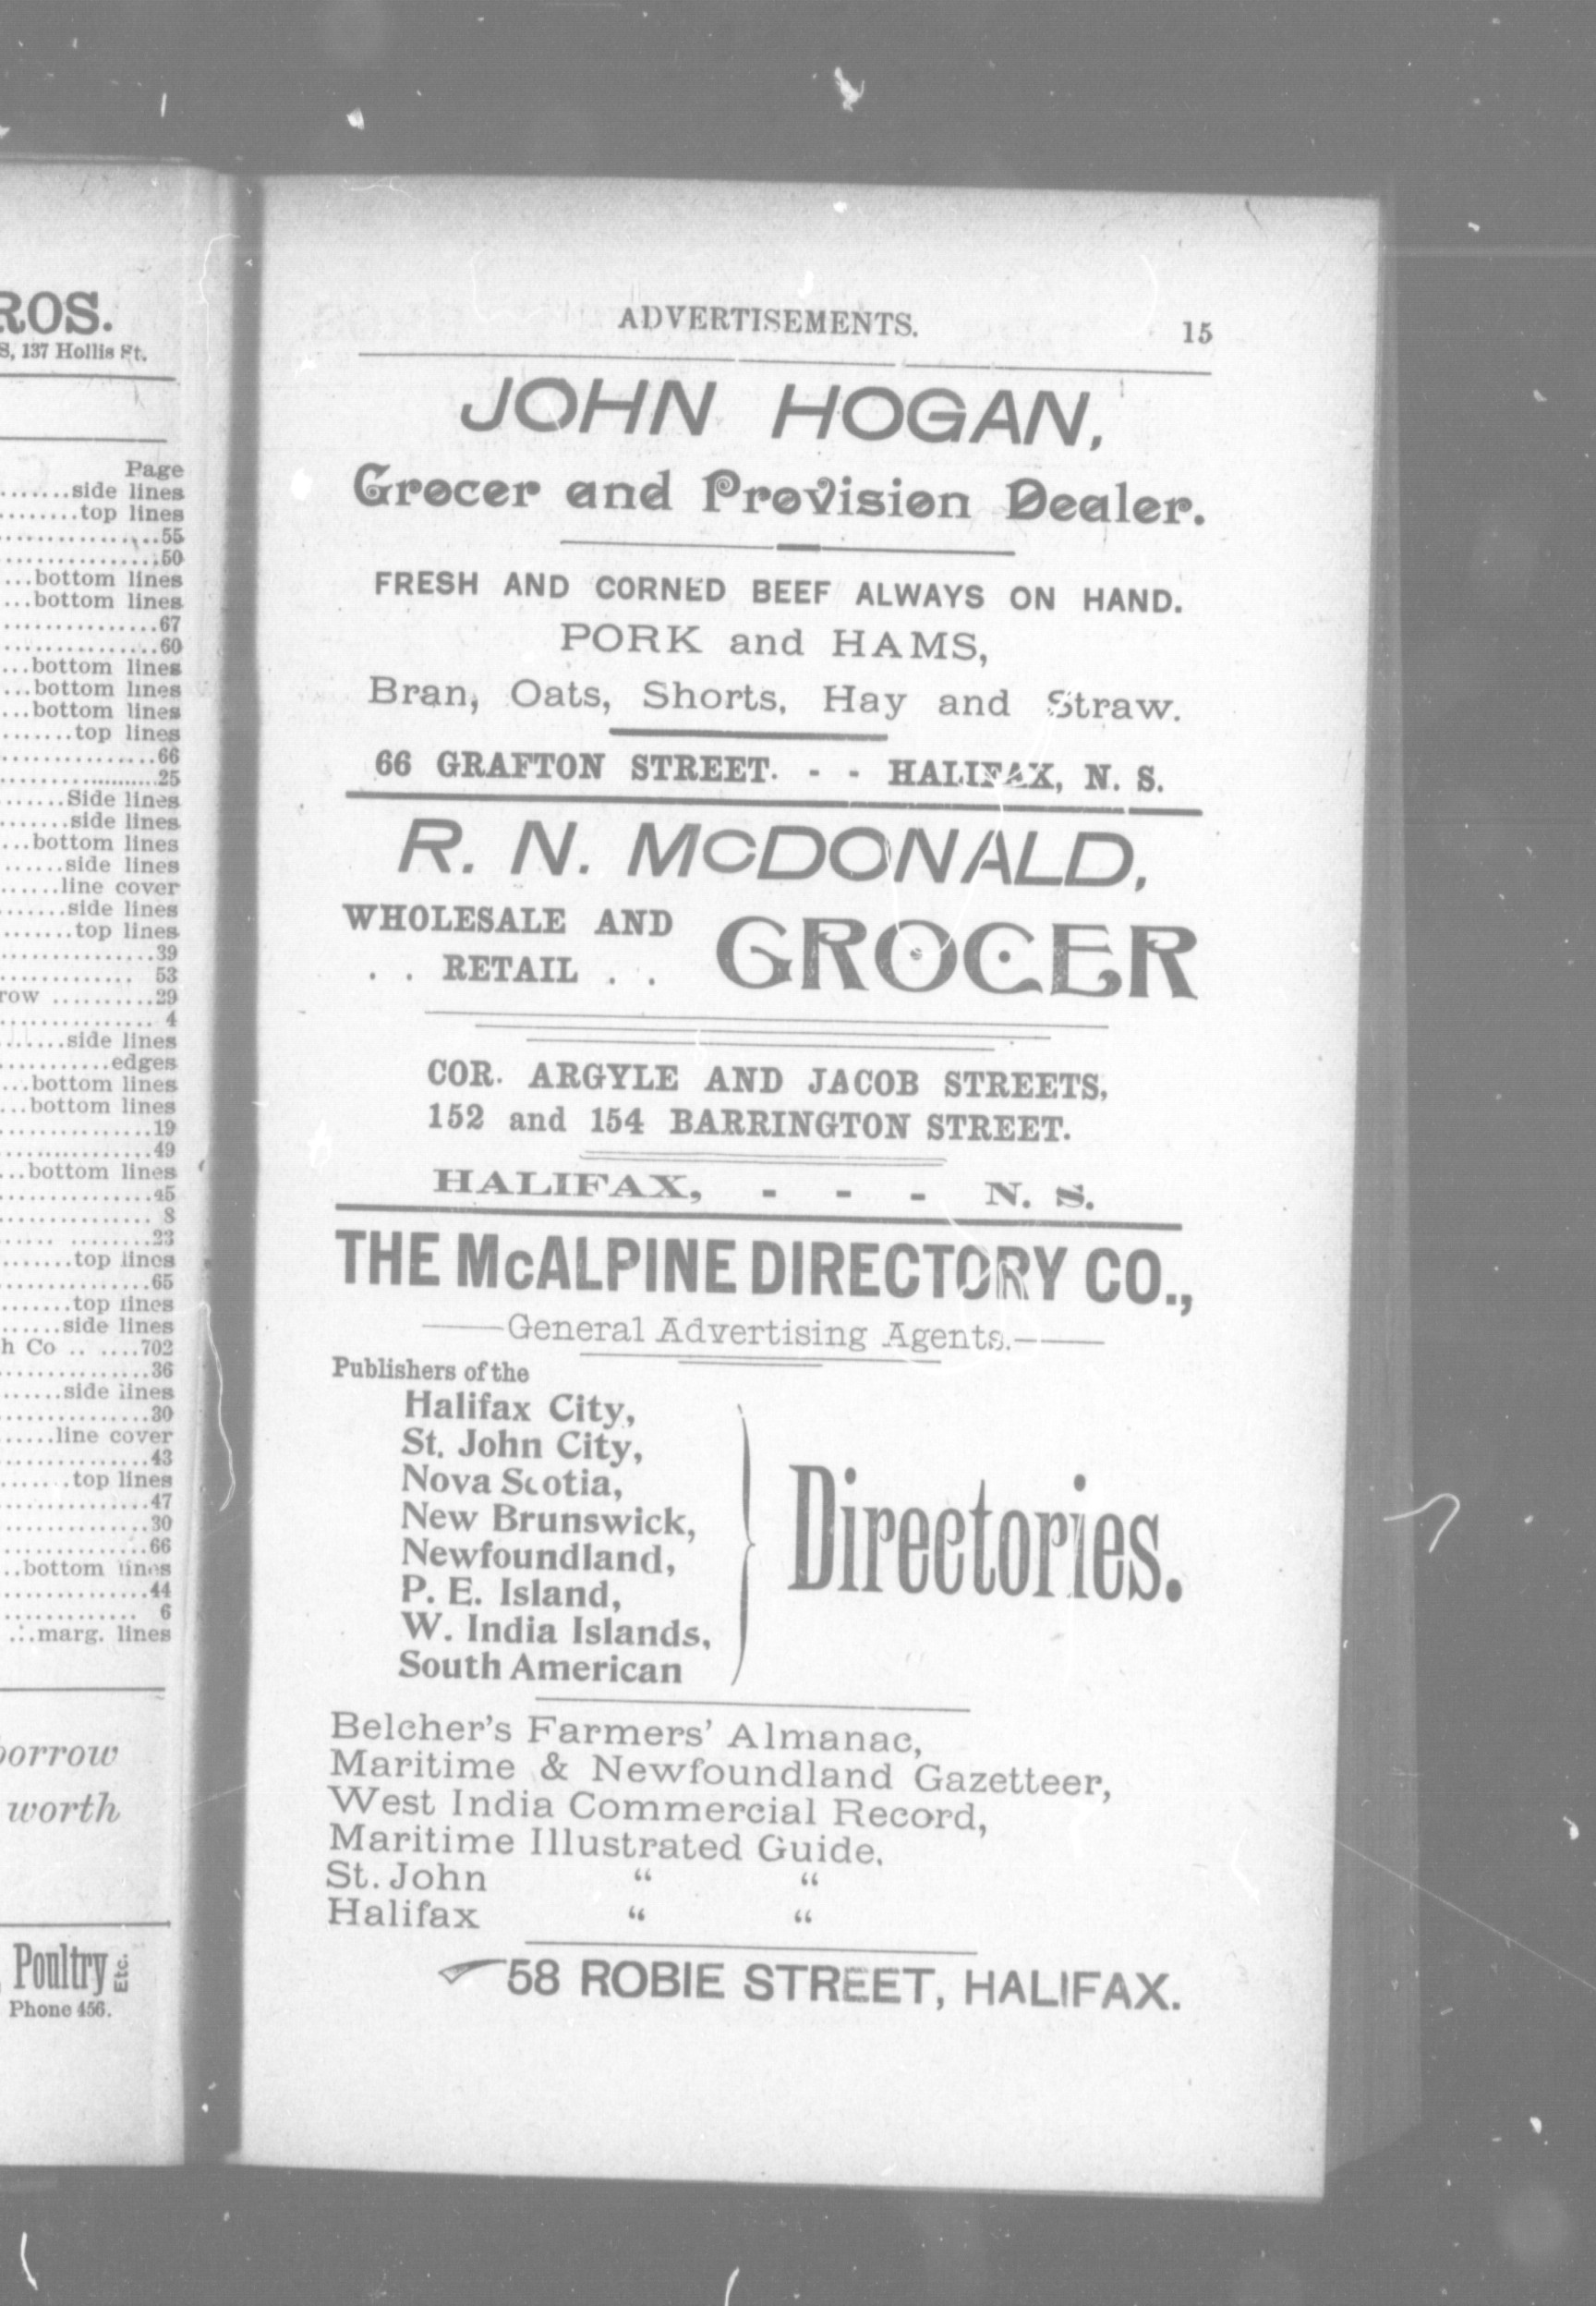 ROS.
S, 137 Hollis St.
Page
.......side lines
........top lines
................55
...............50
...bottom lines
...bottom lines
...............67
...............60
...bottom lines
...bottom lines
...bottom lines
.......top lines
...............66
...................25
.......Side lines
.......side lines
...bottom lines
......side lines
......line cover
.......side lines
.......top lines
...............39
............. 53
row ..........29
............... 4
.......side lines
...........edges
...bottom lines
...bottom lines
...............19
...............49
...bottom lines
...............45
............... 8
...... ........23
.......top lines
..............65
.......top lines
......side lines
h Co .. ....702
...............36
......side lines
...............30
......line cover
...............43
.......top lines
...............47
...............30
...............66
..bottom lines
...............44
............. 6
...marg. lines
borrow
worth
Poultry Etc.
Phone 456.
ADVERTISEMENTS. 15
JOHN HOGAN,
Grocer and Provision Dealer.
FRESH AND CORNED BEEF ALWAYS ON HAND.
PORK and HAMS,
Bran, Oats, Shorts, Hay and Straw.
66 GRAFTON STREET. - - HALIFAX, N. S.
R. N. McDONALD,
WHOLESALE AND
. . RETAIL . . GROCER
COR. ARGYLE AND JACOB STREETS,
152 and 154 BARRINGTON STREET.
HALIFAX, - - - N. S.
THE McALPINE DIRECTORY CO.,
——General Advertising Agents.——
Publishers of the
Halifax City,
St. John City,
Nova Scotia,
New Brunswick,
Newfoundland,
P. E. Island,
W. India Islands,
South American
Directories.
Belcher's Farmers' Almanac,
Maritime & Newfoundland Gazetteer,
West India Commercial Record,
Maritime Illustrated Guide.
St. John “ “
Halifax “ “
58 ROBIE STREET, HALIFAX.